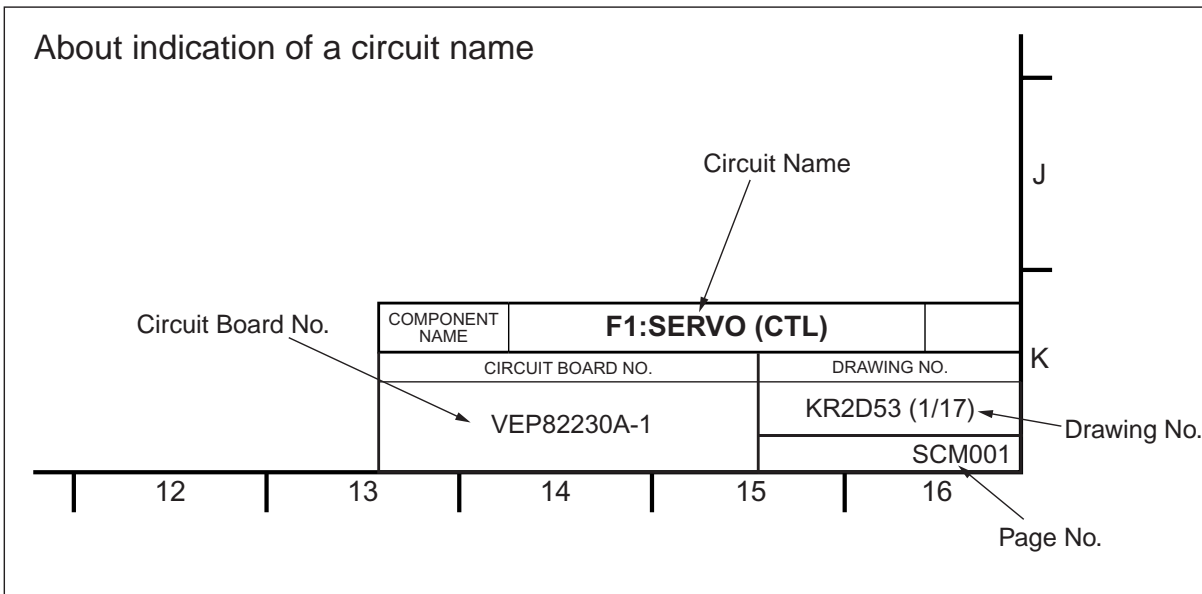 About indication of a circuit name
Circuit Name
J
Circuit Board No.
COMPONENT
NAME
F1:SERVO (CTL)
K
CIRCUIT BOARD NO.
DRAWING NO.
VEP82230A-1
KR2D53 (1/17)
Drawing No.
SCM001
12 13 14 15 16
Page No.